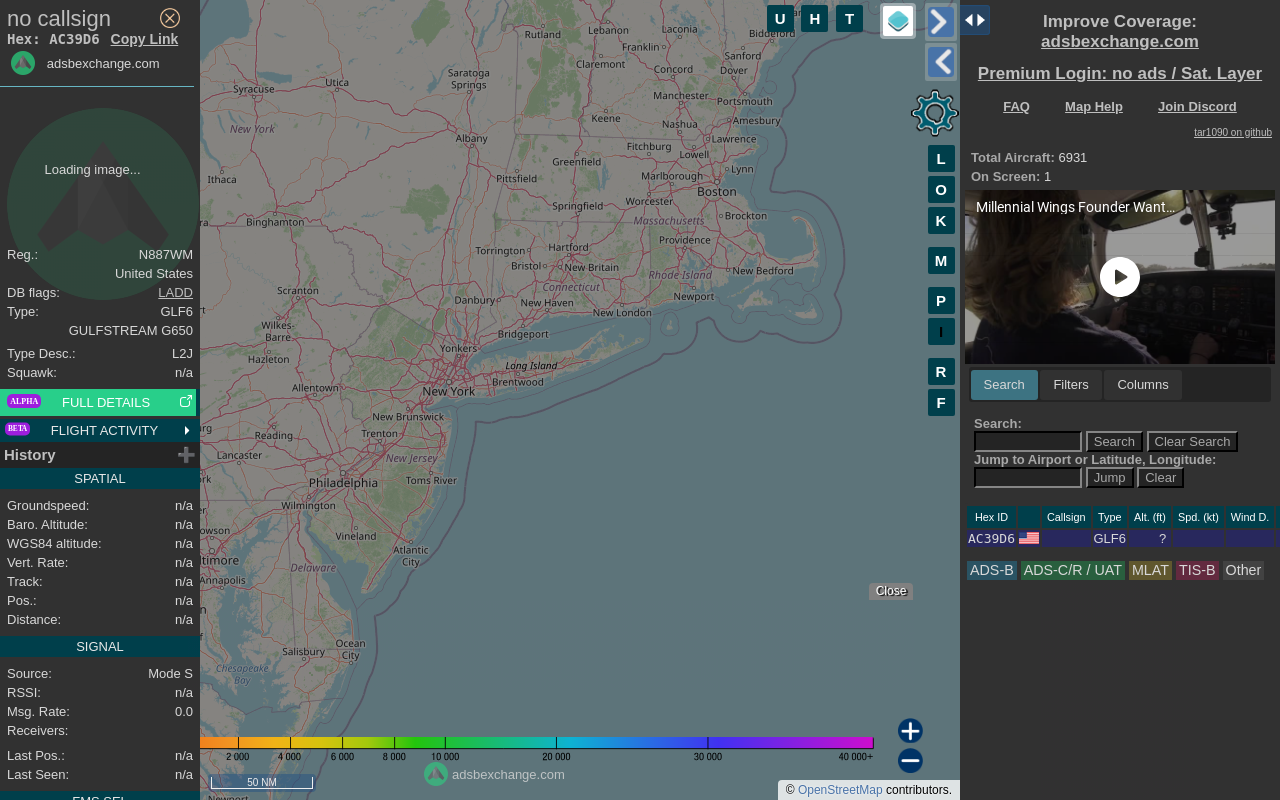 no callsign
Hex: AC39D6 Copy Link
adsbexchange.com
Loading image...
Reg.: N887WM
United States
DB flags: LADD
Type: GLF6
GULFSTREAM G650
Type Desc.: L2J
Squawk: n/a
ALPHA FULL DETAILS
BETA FLIGHT ACTIVITY
History
SPATIAL
Groundspeed: n/a
Baro. Altitude: n/a
WGS84 altitude: n/a
Vert. Rate: n/a
Track: n/a
Pos.: n/a
Distance: n/a
SIGNAL
Source: Mode S
RSSI: n/a
Msg. Rate: 0.0
Receivers:
Last Pos.: n/a
Last Seen: n/a
FMS SEL
U H T
L
O
K
M
P
I
R
F
Rutland
Lebanon
Laconia
Biddeford
Franklin
Sanford
Claremont
Concord
Dover
Saratoga
Springs
Utica
Syracuse
Manchester
Portsmouth
Keene
Nashua
Amesbury
New York
Albany
Fitchburg
Lawrence
Greenfield
Lowell
Lynn
Ithaca
Pittsfield
Marlborough
Boston
Worcester
Springfield
Binghamton
Massachusetts
Brockton
Torrington
Hartford
Providence
Bristol
New Britain
Rhode Island
New Bedford
Connecticut
Scranton
Danbury
New Haven
Newport
New London
Wilkes-
Barre
Bridgeport
Hazleton
Yonkers
Long Island
Allentown
New York
Brentwood
New Brunswick
Reading
Trenton
Lancaster
New Jersey
Philadelphia
Toms River
Wilmington
Vineland
Atlantic
City
Annapolis
Delaware
Ocean
City
Salisbury
Chesapeake
Bay
Close
2 000 4 000 6 000 8 000 10 000 20 000 30 000 40 000+
adsbexchange.com
50 NM
Newport
© OpenStreetMap contributors.
Improve Coverage:
adsbexchange.com
Premium Login: no ads / Sat. Layer
FAQ Map Help Join Discord
tar1090 on github
Total Aircraft: 6931
On Screen: 1
Millennial Wings Founder Want...
Search Filters Columns
Search:
Search Clear Search
Jump to Airport or Latitude, Longitude:
Jump Clear
Hex ID Callsign Type Alt. (ft) Spd. (kt) Wind D.
AC39D6 GLF6 ?
ADS-B ADS-C/R / UAT MLAT TIS-B Other